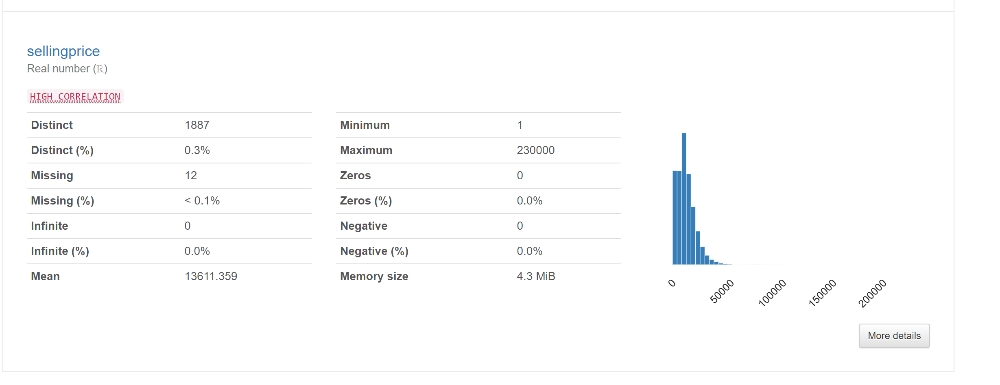 sellingprice
Real number (ℝ)
HIGH CORRELATION
Distinct 1887
Distinct (%) 0.3%
Missing 12
Missing (%) < 0.1%
Infinite 0
Infinite (%) 0.0%
Mean 13611.359
Minimum 1
Maximum 230000
Zeros 0
Zeros (%) 0.0%
Negative 0
Negative (%) 0.0%
Memory size 4.3 MiB
0 50000 100000 150000 200000
More details